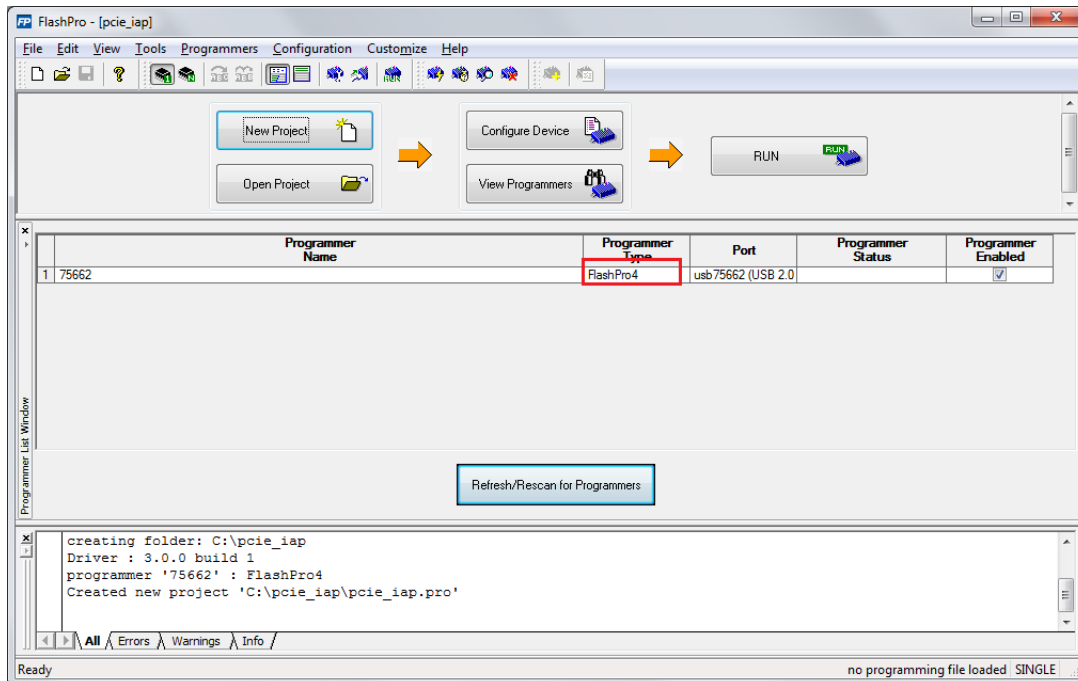 FlashPro - [pcie_iap]
File Edit View Tools Programmers Configuration Customize Help
New Project
Configure Device
RUN
RUN
Open Project
View Programmers
Programmer Name
Programmer Type
Port
Programmer Status
Programmer Enabled
1 75662 FlashPro4 usb75662 (USB 2.0
Programmer List Window
Refresh/Rescan for Programmers
creating folder: C:\pcie_iap
Driver : 3.0.0 build 1
programmer '75662' : FlashPro4
Created new project 'C:\pcie_iap\pcie_iap.pro'
All Errors Warnings Info
Ready no programming file loaded SINGLE